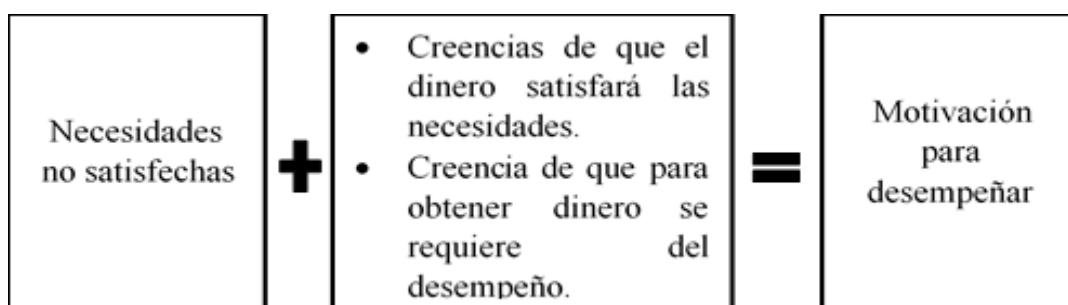 Necesidades
no satisfechas
• Creencias de que el
dinero satisfará las
necesidades.
• Creencia de que para
obtener dinero se
requiere del
desempeño.
Motivación
para
desempeñar